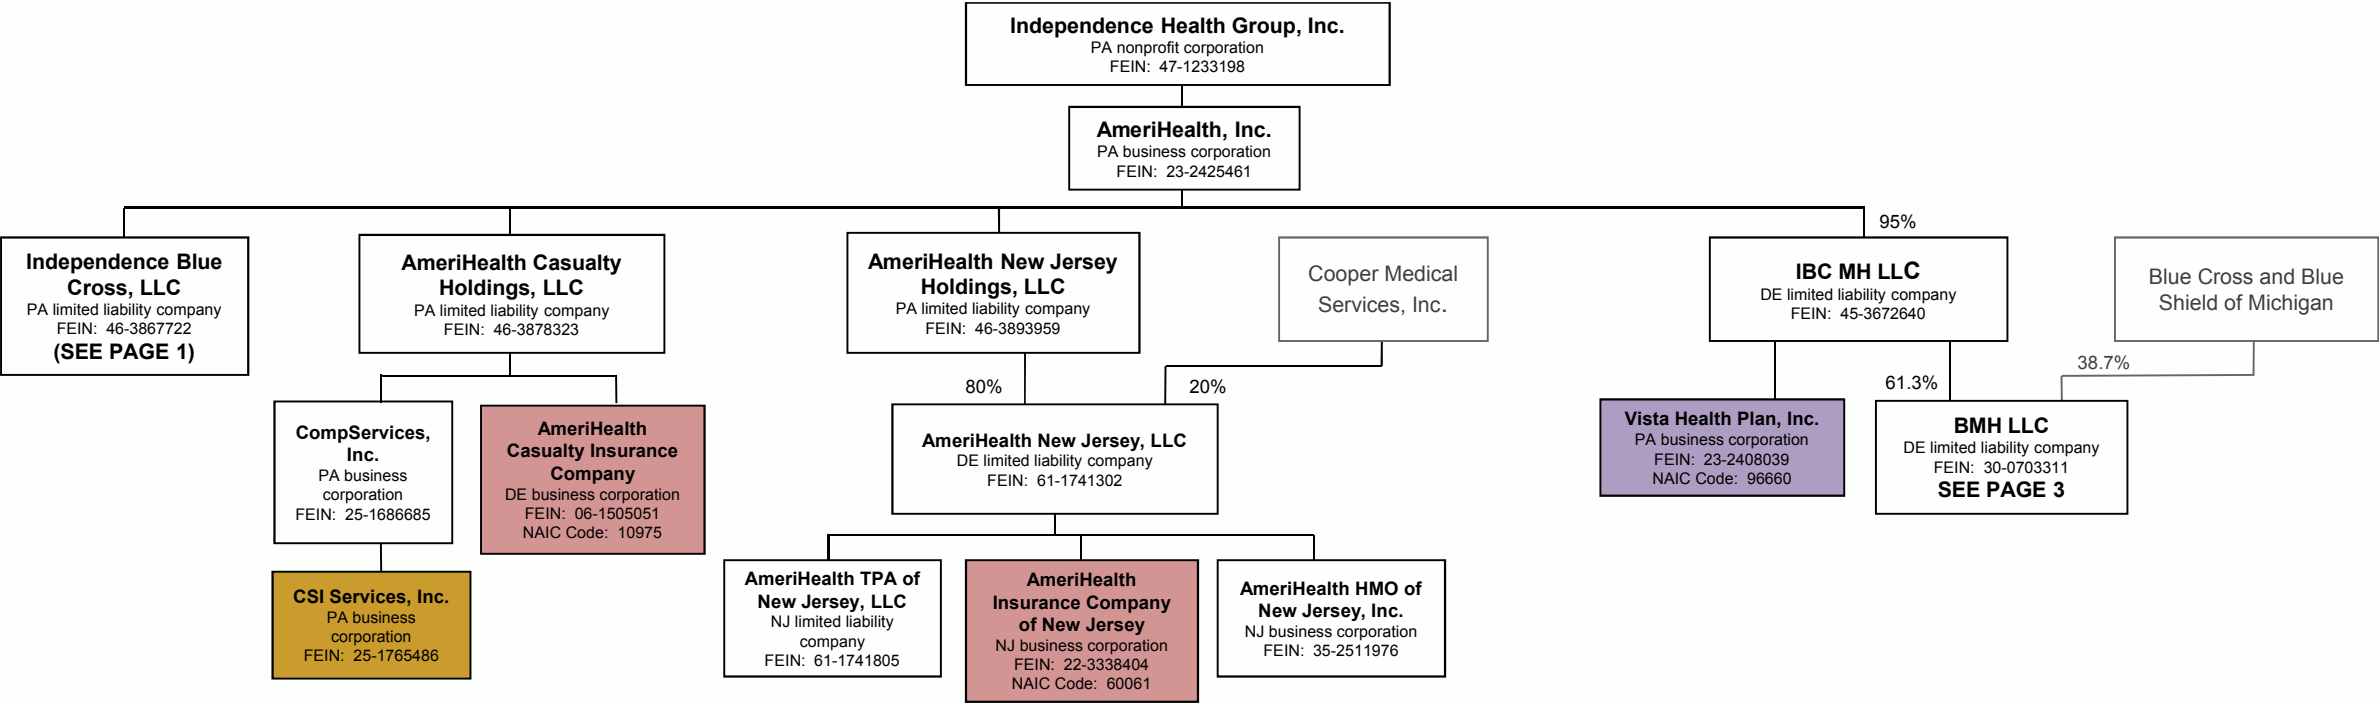 Independence Health Group, Inc.
PA nonprofit corporation
FEIN: 47-1233198
AmeriHealth, Inc.
PA business corporation
FEIN: 23-2425461
95%
Independence Blue
Cross, LLC
PA limited liability company
FEIN: 46-3867722
(SEE PAGE 1)
AmeriHealth Casualty
Holdings, LLC
PA limited liability company
FEIN: 46-3878323
AmeriHealth New Jersey
Holdings, LLC
PA limited liability company
FEIN: 46-3893959
Cooper Medical
Services, Inc.
IBC MH LLC
DE limited liability company
FEIN: 45-3672640
Blue Cross and Blue
Shield of Michigan
80%
20%
61.3%
38.7%
CompServices,
Inc.
PA business
corporation
FEIN: 25-1686685
AmeriHealth
Casualty Insurance
Company
DE business corporation
FEIN: 06-1505051
NAIC Code: 10975
AmeriHealth New Jersey, LLC
DE limited liability company
FEIN: 61-1741302
Vista Health Plan, Inc.
PA business corporation
FEIN: 23-2408039
NAIC Code: 96660
BMH LLC
DE limited liability company
FEIN: 30-0703311
SEE PAGE 3
CSI Services, Inc.
PA business
corporation
FEIN: 25-1765486
AmeriHealth TPA of
New Jersey, LLC
NJ limited liability
company
FEIN: 61-1741805
AmeriHealth
Insurance Company
of New Jersey
NJ business corporation
FEIN: 22-3338404
NAIC Code: 60061
AmeriHealth HMO of
New Jersey, Inc.
NJ business corporation
FEIN: 35-2511976